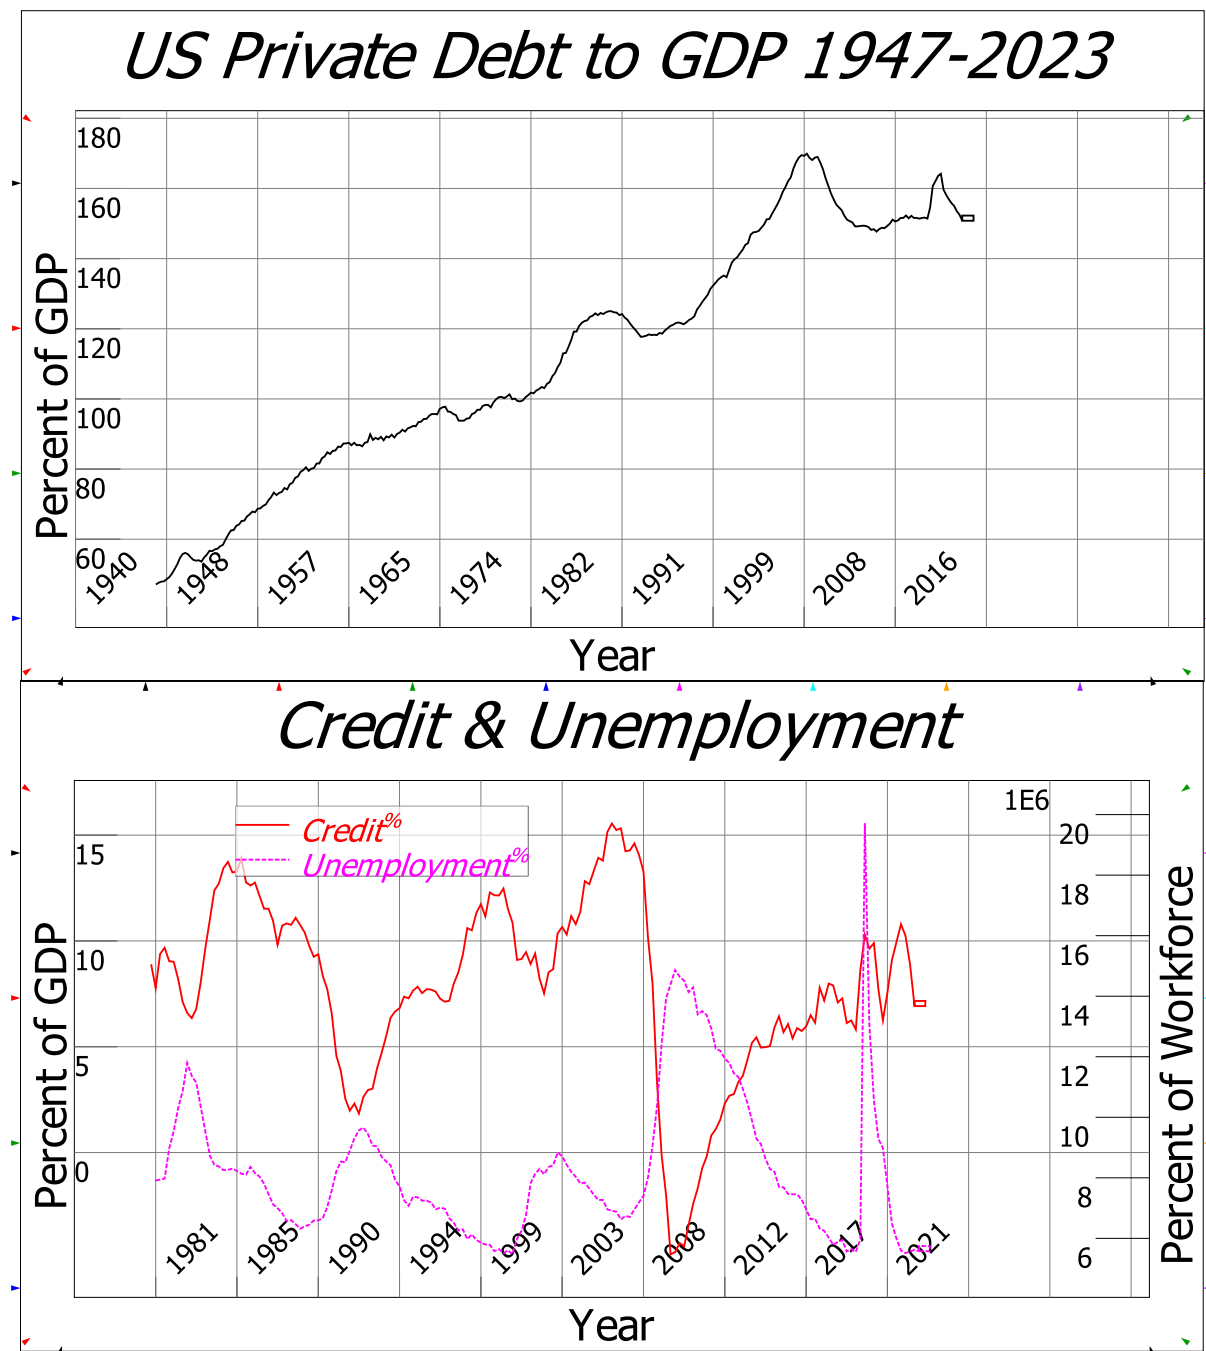 US Private Debt to GDP 1947-2023
180
160
140
120
100
80
60
Percent of GDP
1940 1948 1957 1965 1974 1982 1991 1999 2008 2016
Year
Credit & Unemployment
1E6
Credit%
Unemployment%
15
10
5
0
Percent of GDP
20
18
16
14
12
10
8
6
Percent of Workforce
1981 1985 1990 1994 1999 2003 2008 2012 2017 2021
Year